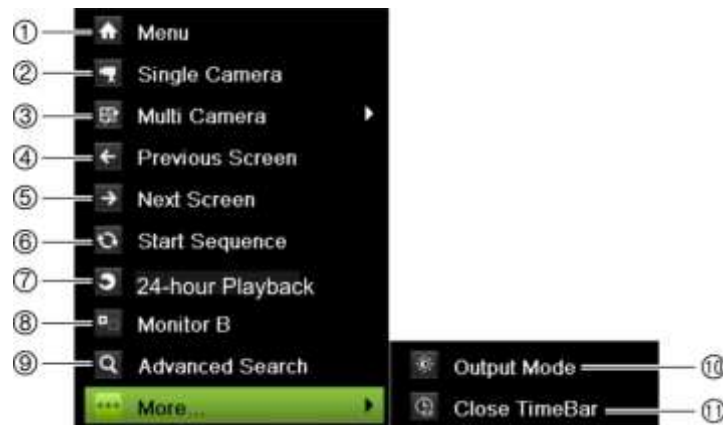 ① Menu
② Single Camera
③ Multi Camera
④ Previous Screen
⑤ Next Screen
⑥ Start Sequence
⑦ 24-hour Playback
⑧ Monitor B
⑨ Advanced Search
More...
Output Mode ⑩
Close TimeBar ⑪